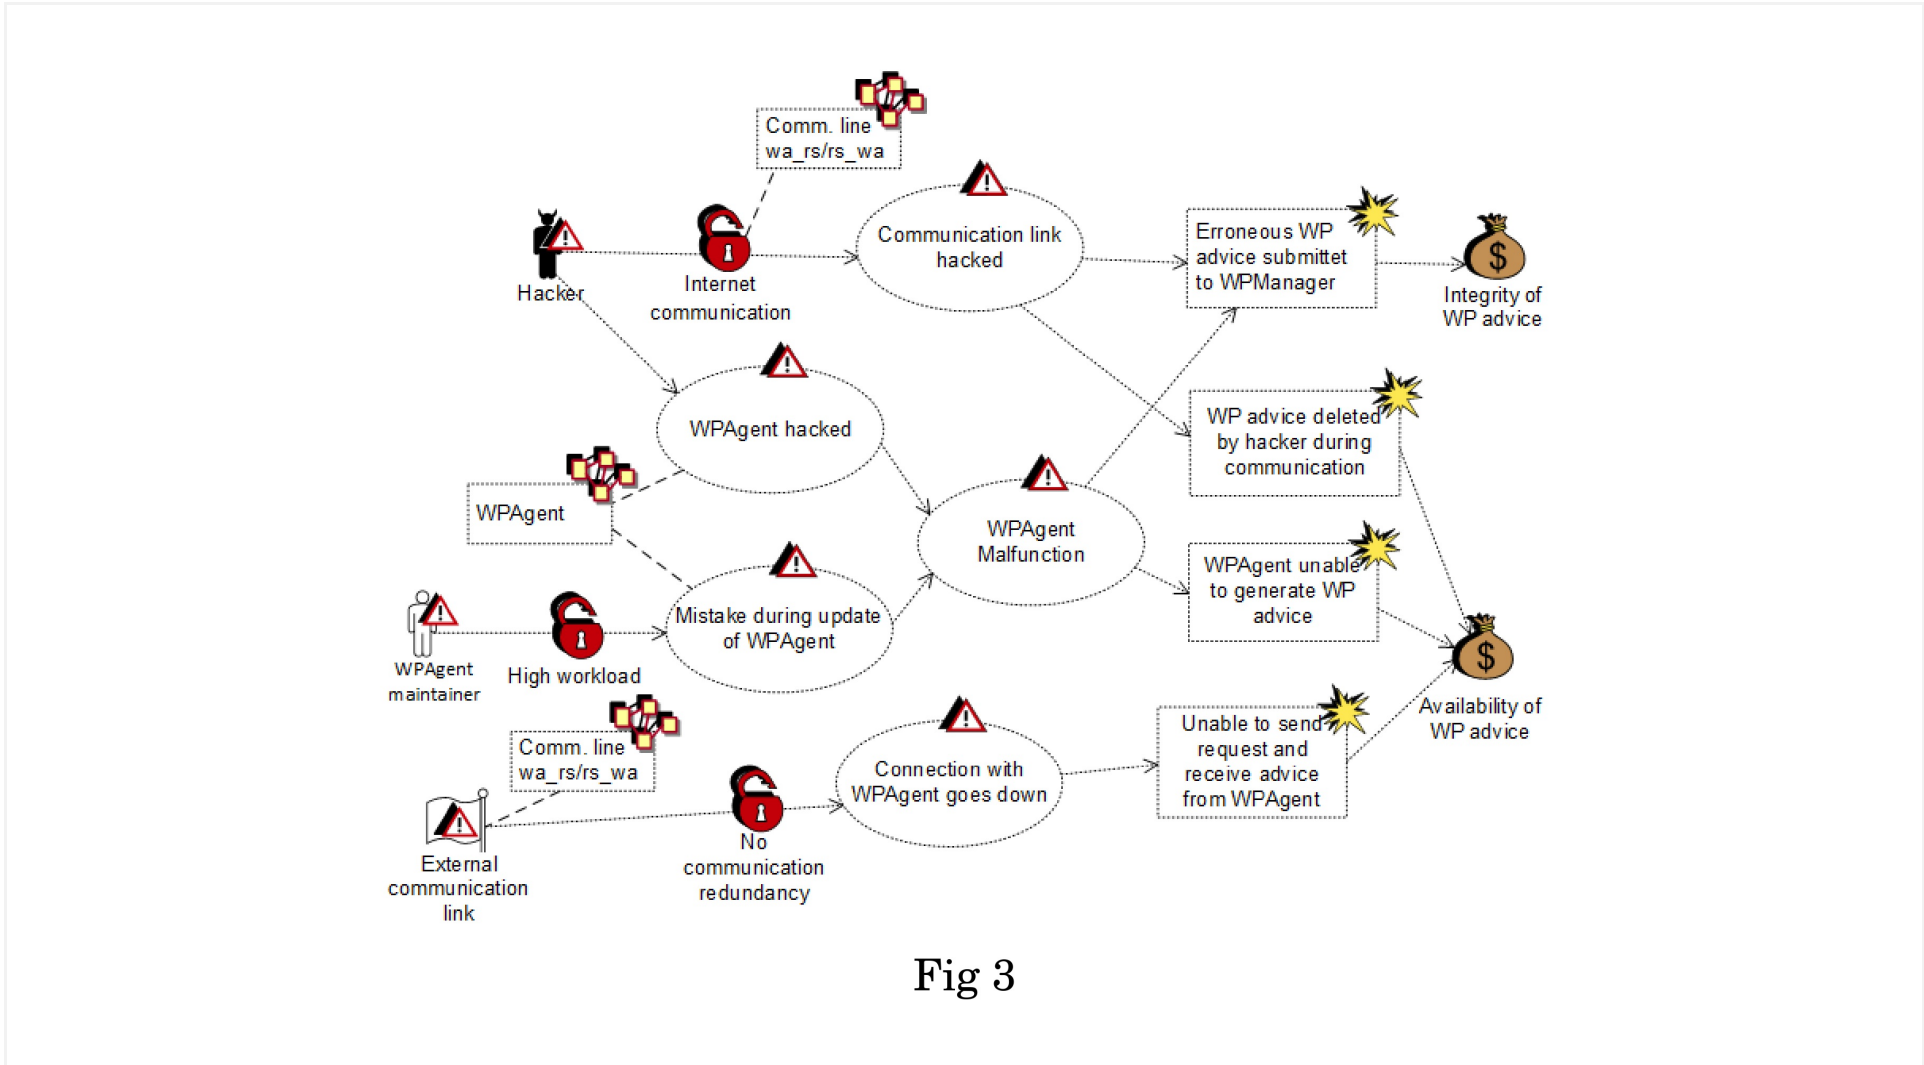 Comm. line
wa_rs/rs_wa
Communication link
hacked
Erroneous WP
advice submittet
to WPManager
Hacker
Internet
communication
Integrity of
WP advice
WPAgent hacked
WP advice deleted
by hacker during
communication
WPAgent
WPAgent
Malfunction
WPAgent unable
to generate WP
advice
Mistake during update
of WPAgent
WPAgent
maintainer
High workload
Availability of
WP advice
Comm. line
wa_rs/rs_wa
Connection with
WPAgent goes down
Unable to send
request and
receive advice
from WPAgent
External
communication
link
No
communication
redundancy
Fig 3